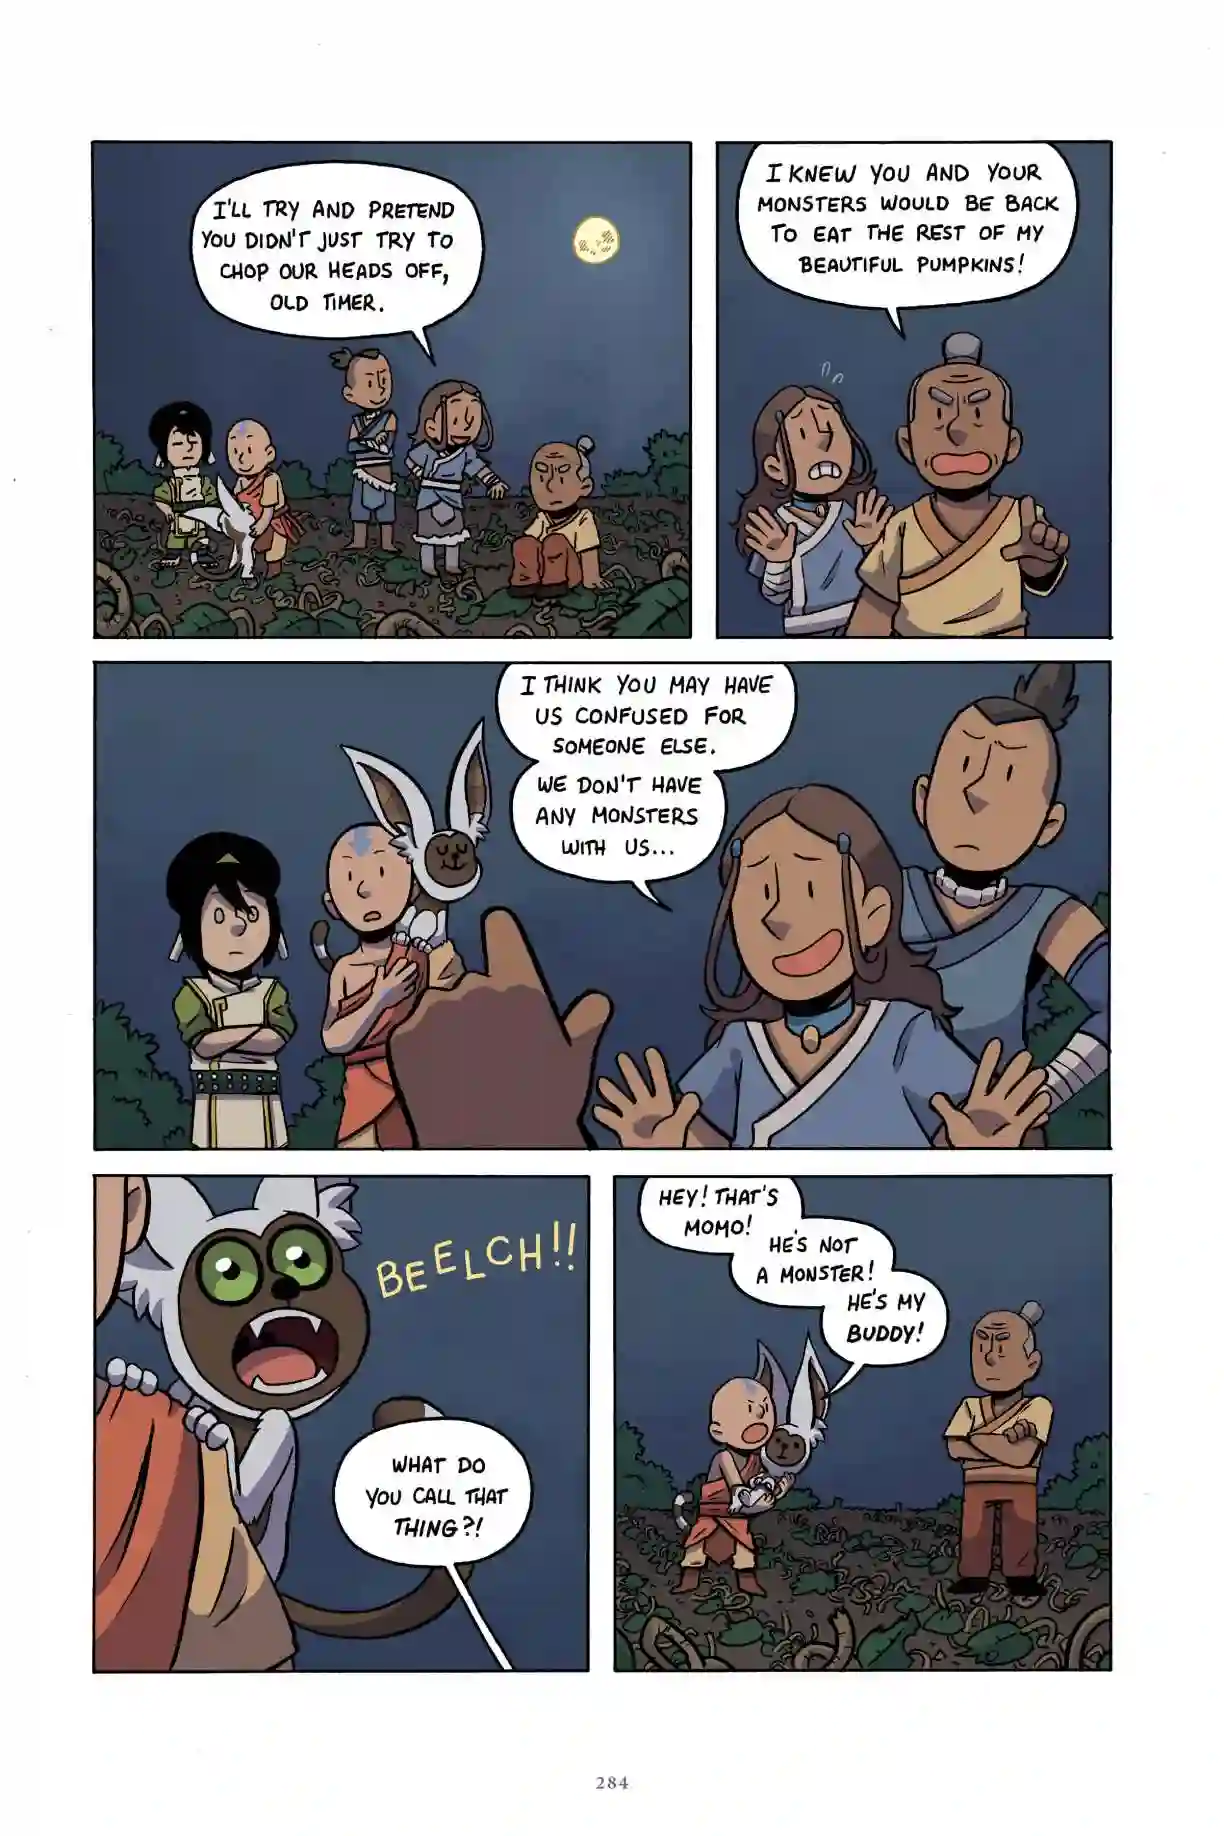 I'LL TRY AND PRETEND
YOU DIDN'T JUST TRY TO
CHOP OUR HEADS OFF,
OLD TIMER.
I KNEW YOU AND YOUR
MONSTERS WOULD BE BACK
TO EAT THE REST OF MY
BEAUTIFUL PUMPKINS!
I THINK YOU MAY HAVE
US CONFUSED FOR
SOMEONE ELSE.
WE DON'T HAVE
ANY MONSTERS
WITH US...
BEELCH!!
WHAT DO
YOU CALL THAT
THING?!
HEY! THAT'S
MOMO!
HE'S NOT
A MONSTER!
HE'S MY
BUDDY!
284